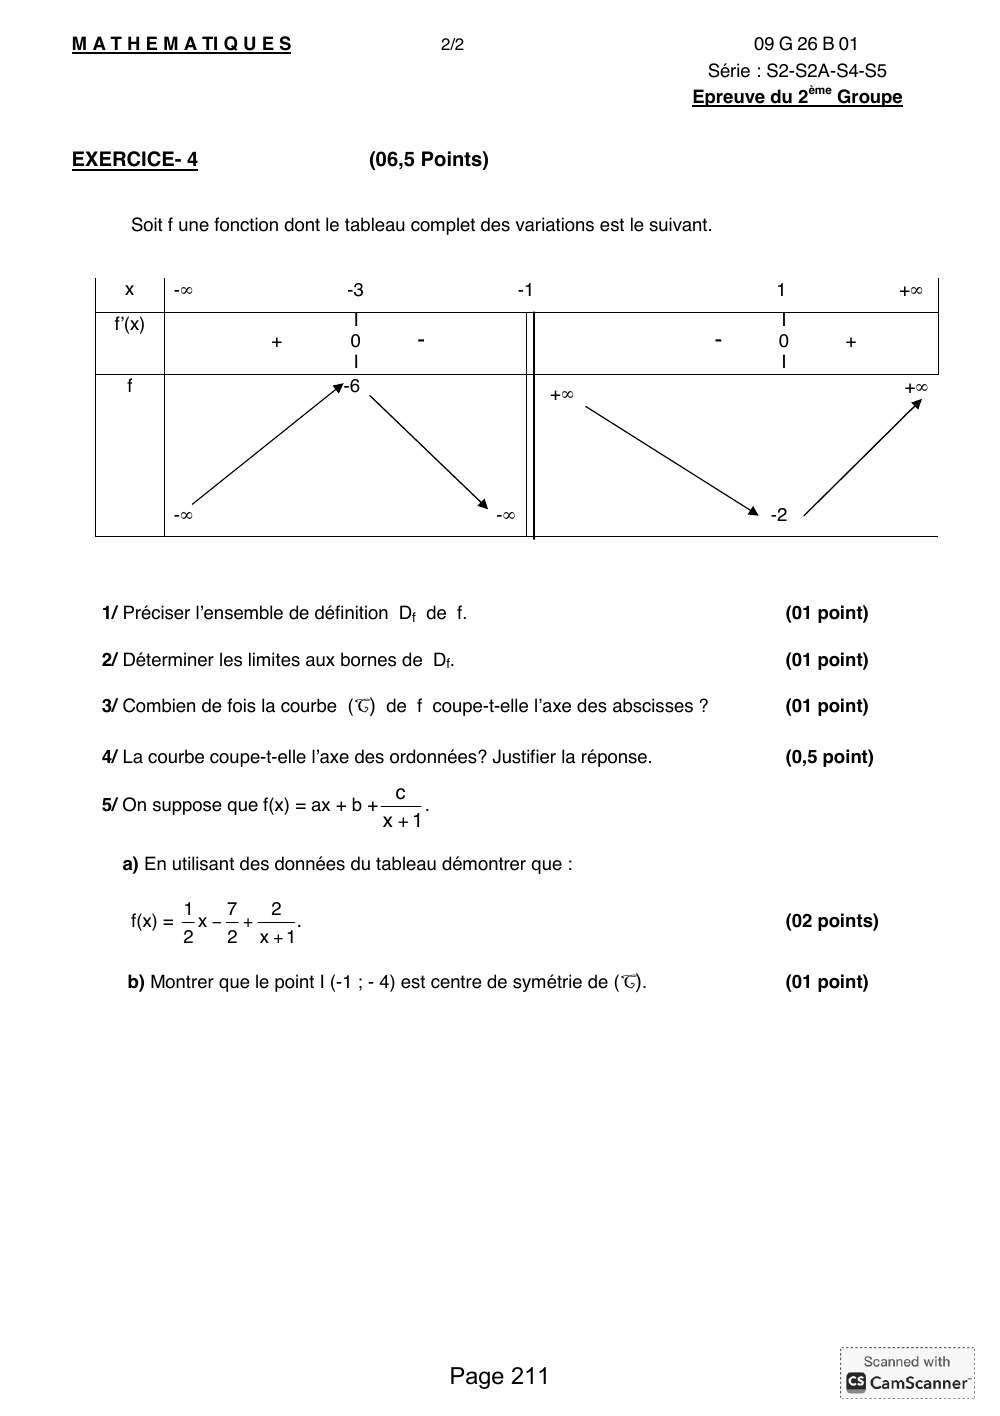 M A T H E M A TI Q U E S 2/2 09 G 26 B 01
Série : S2-S2A-S4-S5
Epreuve du 2ème Groupe
EXERCICE- 4 (06,5 Points)
Soit f une fonction dont le tableau complet des variations est le suivant.
x -∞ -3 -1 1 +∞
f'(x) + 0 - - 0 +
f -6 +∞ +∞
-∞ -∞ -2
1/ Préciser l'ensemble de définition Df de f. (01 point)
2/ Déterminer les limites aux bornes de Df. (01 point)
3/ Combien de fois la courbe (𝒞) de f coupe-t-elle l'axe des abscisses ? (01 point)
4/ La courbe coupe-t-elle l'axe des ordonnées? Justifier la réponse. (0,5 point)
5/ On suppose que f(x) = ax + b + c/(x + 1).
a) En utilisant des données du tableau démontrer que :
f(x) = 1/2 x − 7/2 + 2/(x + 1). (02 points)
b) Montrer que le point I (-1 ; - 4) est centre de symétrie de (𝒞). (01 point)
Page 211
Scanned with
CS CamScanner